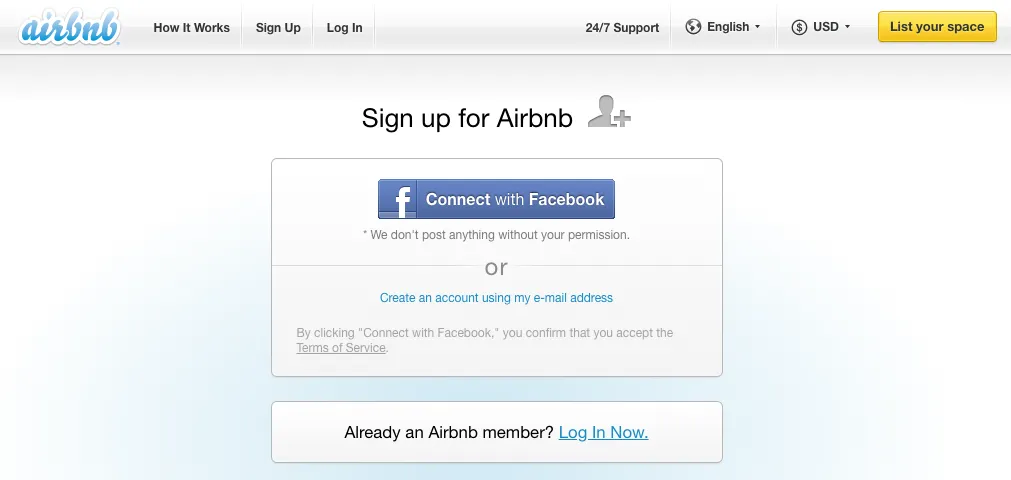 airbnb How It Works Sign Up Log In 24/7 Support English USD List your space
Sign up for Airbnb
f Connect with Facebook
* We don't post anything without your permission.
or
Create an account using my e-mail address
By clicking "Connect with Facebook," you confirm that you accept the
Terms of Service.
Already an Airbnb member? Log In Now.